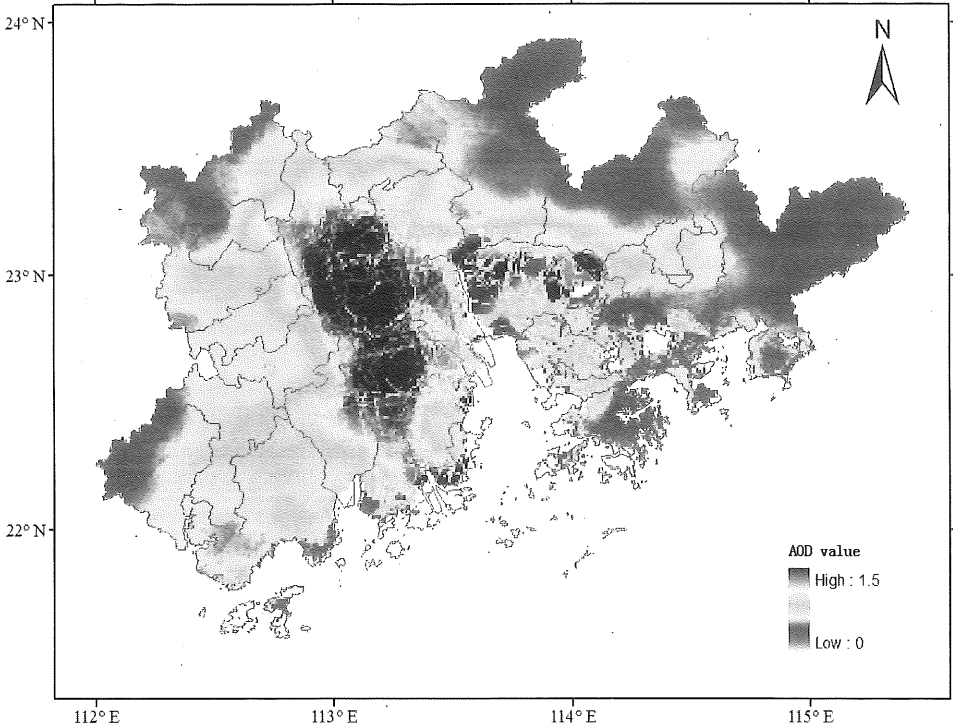 24° N
N
23° N
22° N
AOD value
High : 1.5
Low : 0
112° E
113° E
114° E
115° E